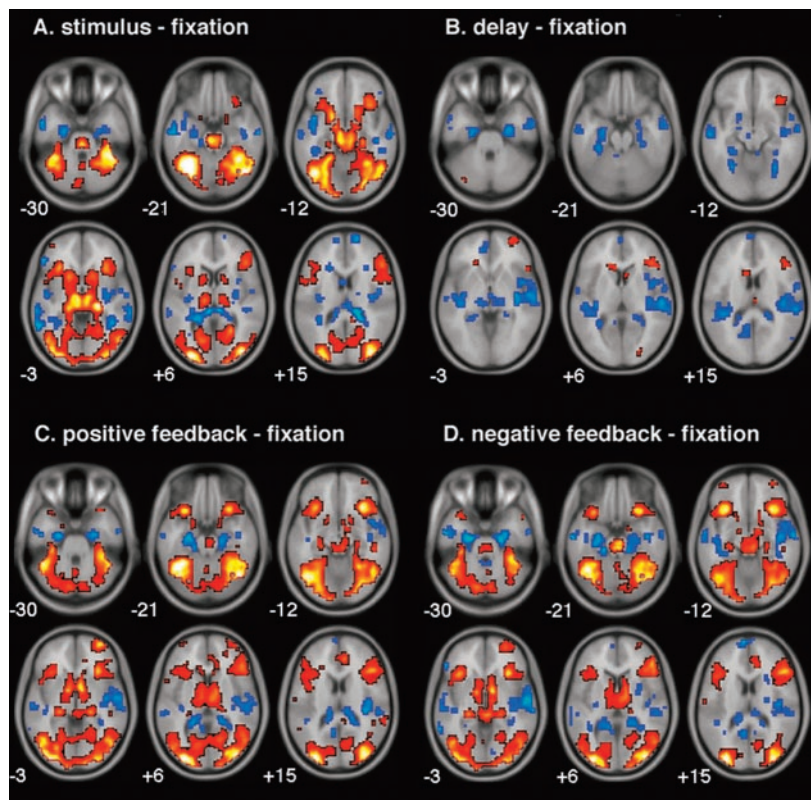 A. stimulus - fixation
-30 -21 -12
-3 +6 +15
B. delay - fixation
-30 -21 -12
-3 +6 +15
C. positive feedback - fixation
-30 -21 -12
-3 +6 +15
D. negative feedback - fixation
-30 -21 -12
-3 +6 +15